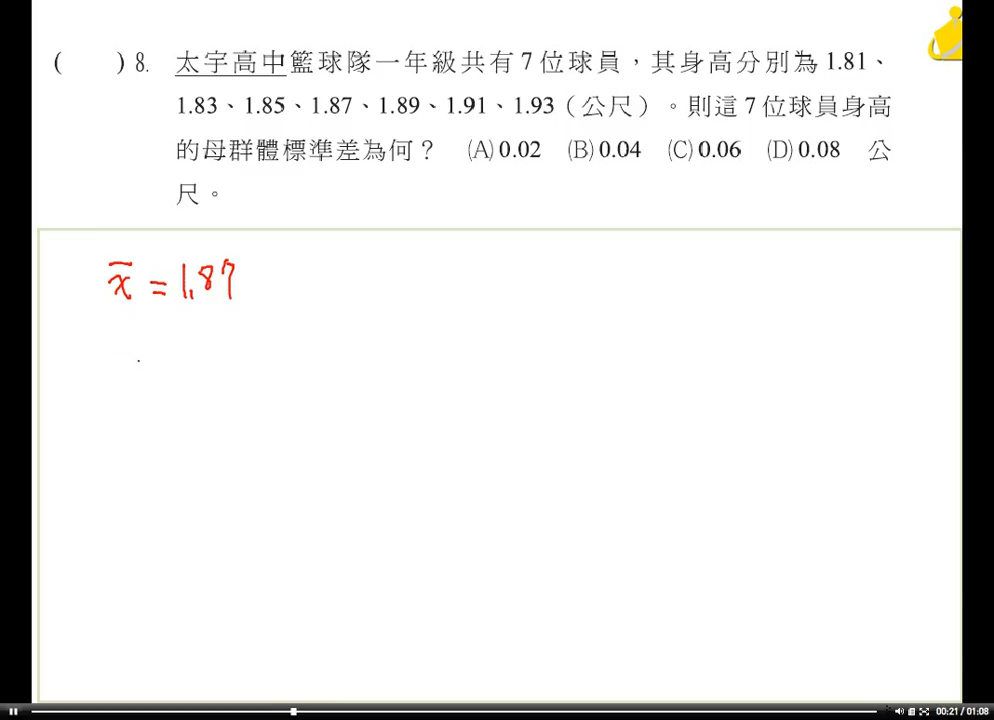 (　　) 8. 太宇高中籃球隊一年級共有 7 位球員，其身高分別為 1.81、
1.83、1.85、1.87、1.89、1.91、1.93（公尺）。則這 7 位球員身高
的母群體標準差為何？ (A) 0.02 (B) 0.04 (C) 0.06 (D) 0.08 公
尺。
x̄ = 1.87
00:21 / 01:08